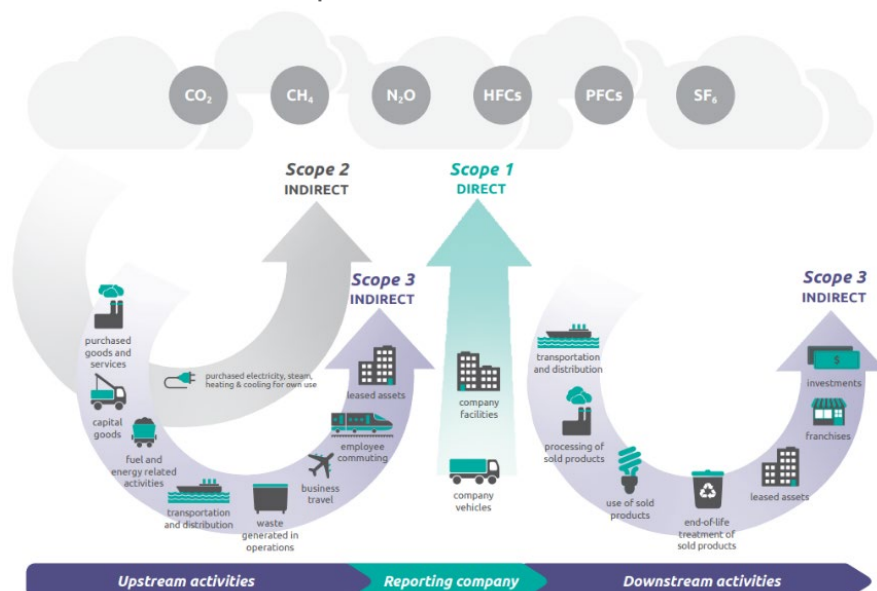 CO₂
CH₄
N₂O
HFCs
PFCs
SF₆
Scope 2
INDIRECT
Scope 1
DIRECT
Scope 3
INDIRECT
Scope 3
INDIRECT
purchased
goods and
services
capital
goods
fuel and
energy related
activities
transportation
and distribution
waste
generated in
operations
business
travel
employee
commuting
leased assets
purchased electricity, steam,
heating & cooling for own use
company
facilities
company
vehicles
transportation
and distribution
processing of
sold products
use of sold
products
end-of-life
treatment of
sold products
leased assets
franchises
$
investments
Upstream activities
Reporting company
Downstream activities